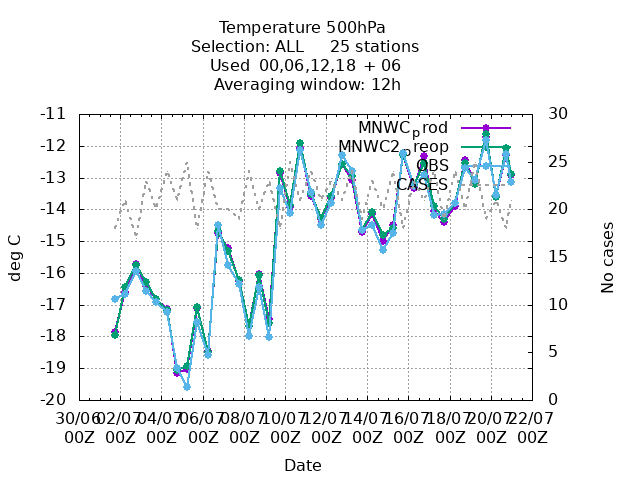 Temperature 500hPa
Selection: ALL 25 stations
Used 00,06,12,18 + 06
Averaging window: 12h
-11 30
MNWCprod
-12 MNWC2preop
25
-13 OBS
CASES
-14 20
-15 15
deg C
No cases
-16
-17 10
-18
5
-19
-20 0
30/06 02/07 04/07 06/07 08/07 10/07 12/07 14/07 16/07 18/07 20/07 22/07
00Z 00Z 00Z 00Z 00Z 00Z 00Z 00Z 00Z 00Z 00Z 00Z
Date